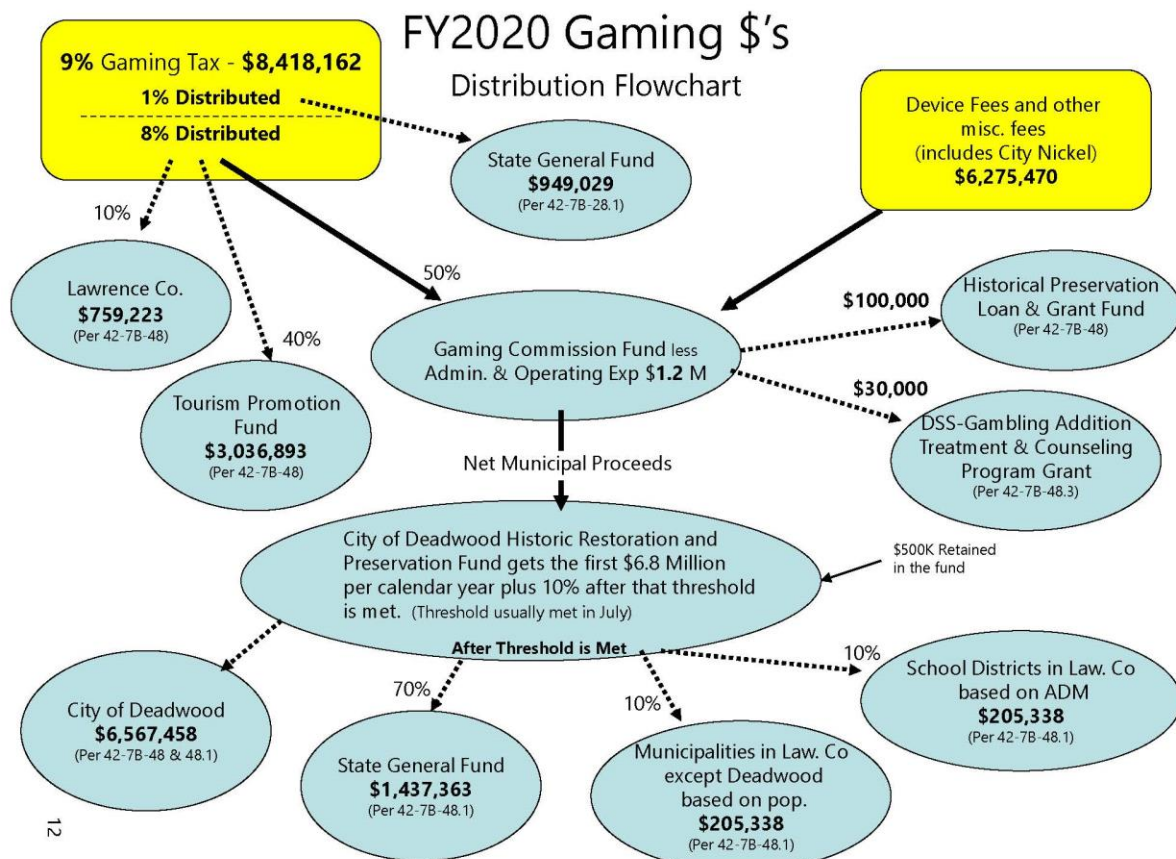 FY2020 Gaming $'s
Distribution Flowchart
9% Gaming Tax - $8,418,162
1% Distributed
8% Distributed
Device Fees and other
misc. fees
(includes City Nickel)
$6,275,470
State General Fund
$949,029
(Per 42-7B-28.1)
10%
Lawrence Co.
$759,223
(Per 42-7B-48)
40%
Tourism Promotion
Fund
$3,036,893
(Per 42-7B-48)
50%
Gaming Commission Fund less
Admin. & Operating Exp $1.2 M
$100,000
Historical Preservation
Loan & Grant Fund
(Per 42-7B-48)
$30,000
DSS-Gambling Addition
Treatment & Counseling
Program Grant
(Per 42-7B-48.3)
Net Municipal Proceeds
City of Deadwood Historic Restoration and
Preservation Fund gets the first $6.8 Million
per calendar year plus 10% after that threshold
is met. (Threshold usually met in July)
After Threshold is Met
$500K Retained
in the fund
City of Deadwood
$6,567,458
(Per 42-7B-48 & 48.1)
70%
State General Fund
$1,437,363
(Per 42-7B-48.1)
10%
Municipalities in Law. Co
except Deadwood
based on pop.
$205,338
(Per 42-7B-48.1)
10%
School Districts in Law. Co
based on ADM
$205,338
(Per 42-7B-48.1)
12